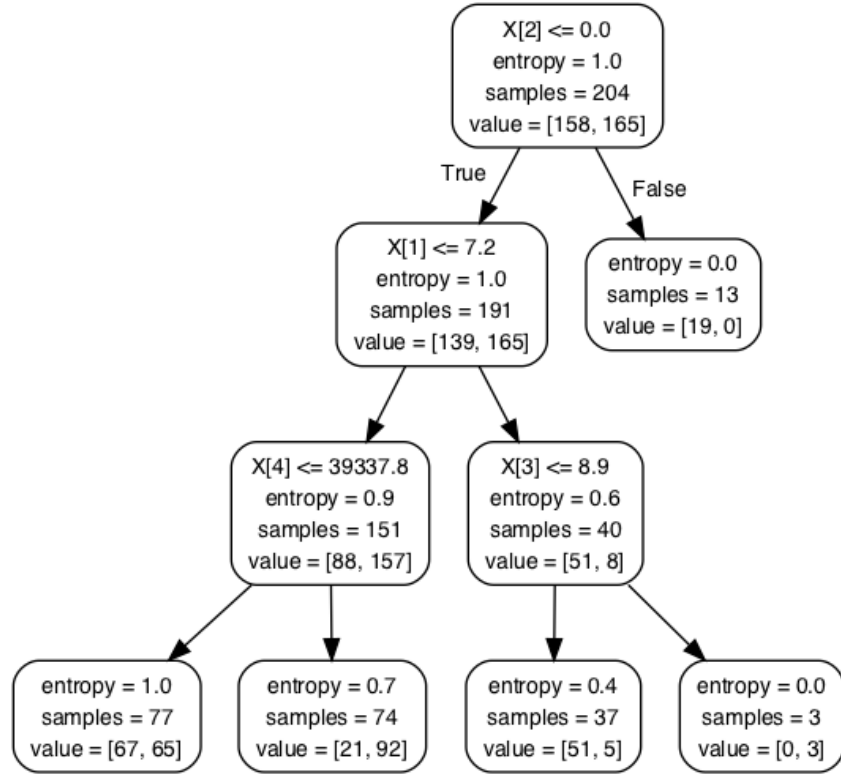 X[2] <= 0.0
entropy = 1.0
samples = 204
value = [158, 165]
True
False
X[1] <= 7.2
entropy = 1.0
samples = 191
value = [139, 165]
entropy = 0.0
samples = 13
value = [19, 0]
X[4] <= 39337.8
entropy = 0.9
samples = 151
value = [88, 157]
X[3] <= 8.9
entropy = 0.6
samples = 40
value = [51, 8]
entropy = 1.0
samples = 77
value = [67, 65]
entropy = 0.7
samples = 74
value = [21, 92]
entropy = 0.4
samples = 37
value = [51, 5]
entropy = 0.0
samples = 3
value = [0, 3]